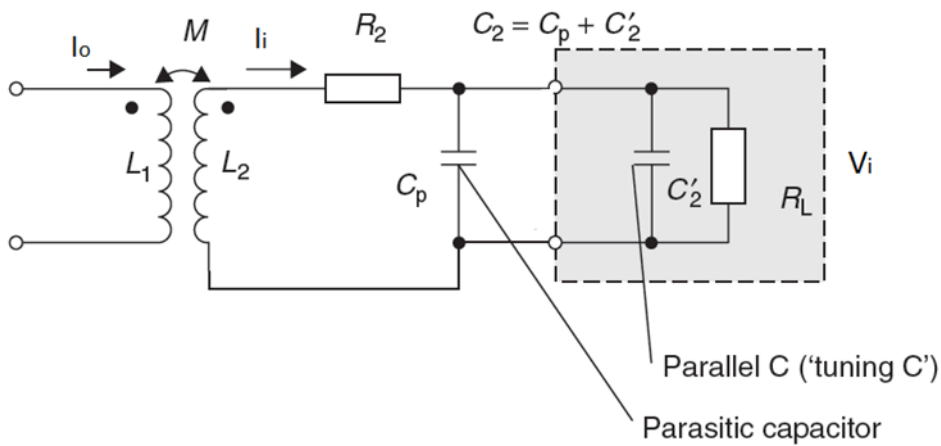 Io
M
Ii
R2
C2 = Cp + C′2
L1
L2
Cp
C′2
RL
Vi
Parallel C (‘tuning C’)
Parasitic capacitor